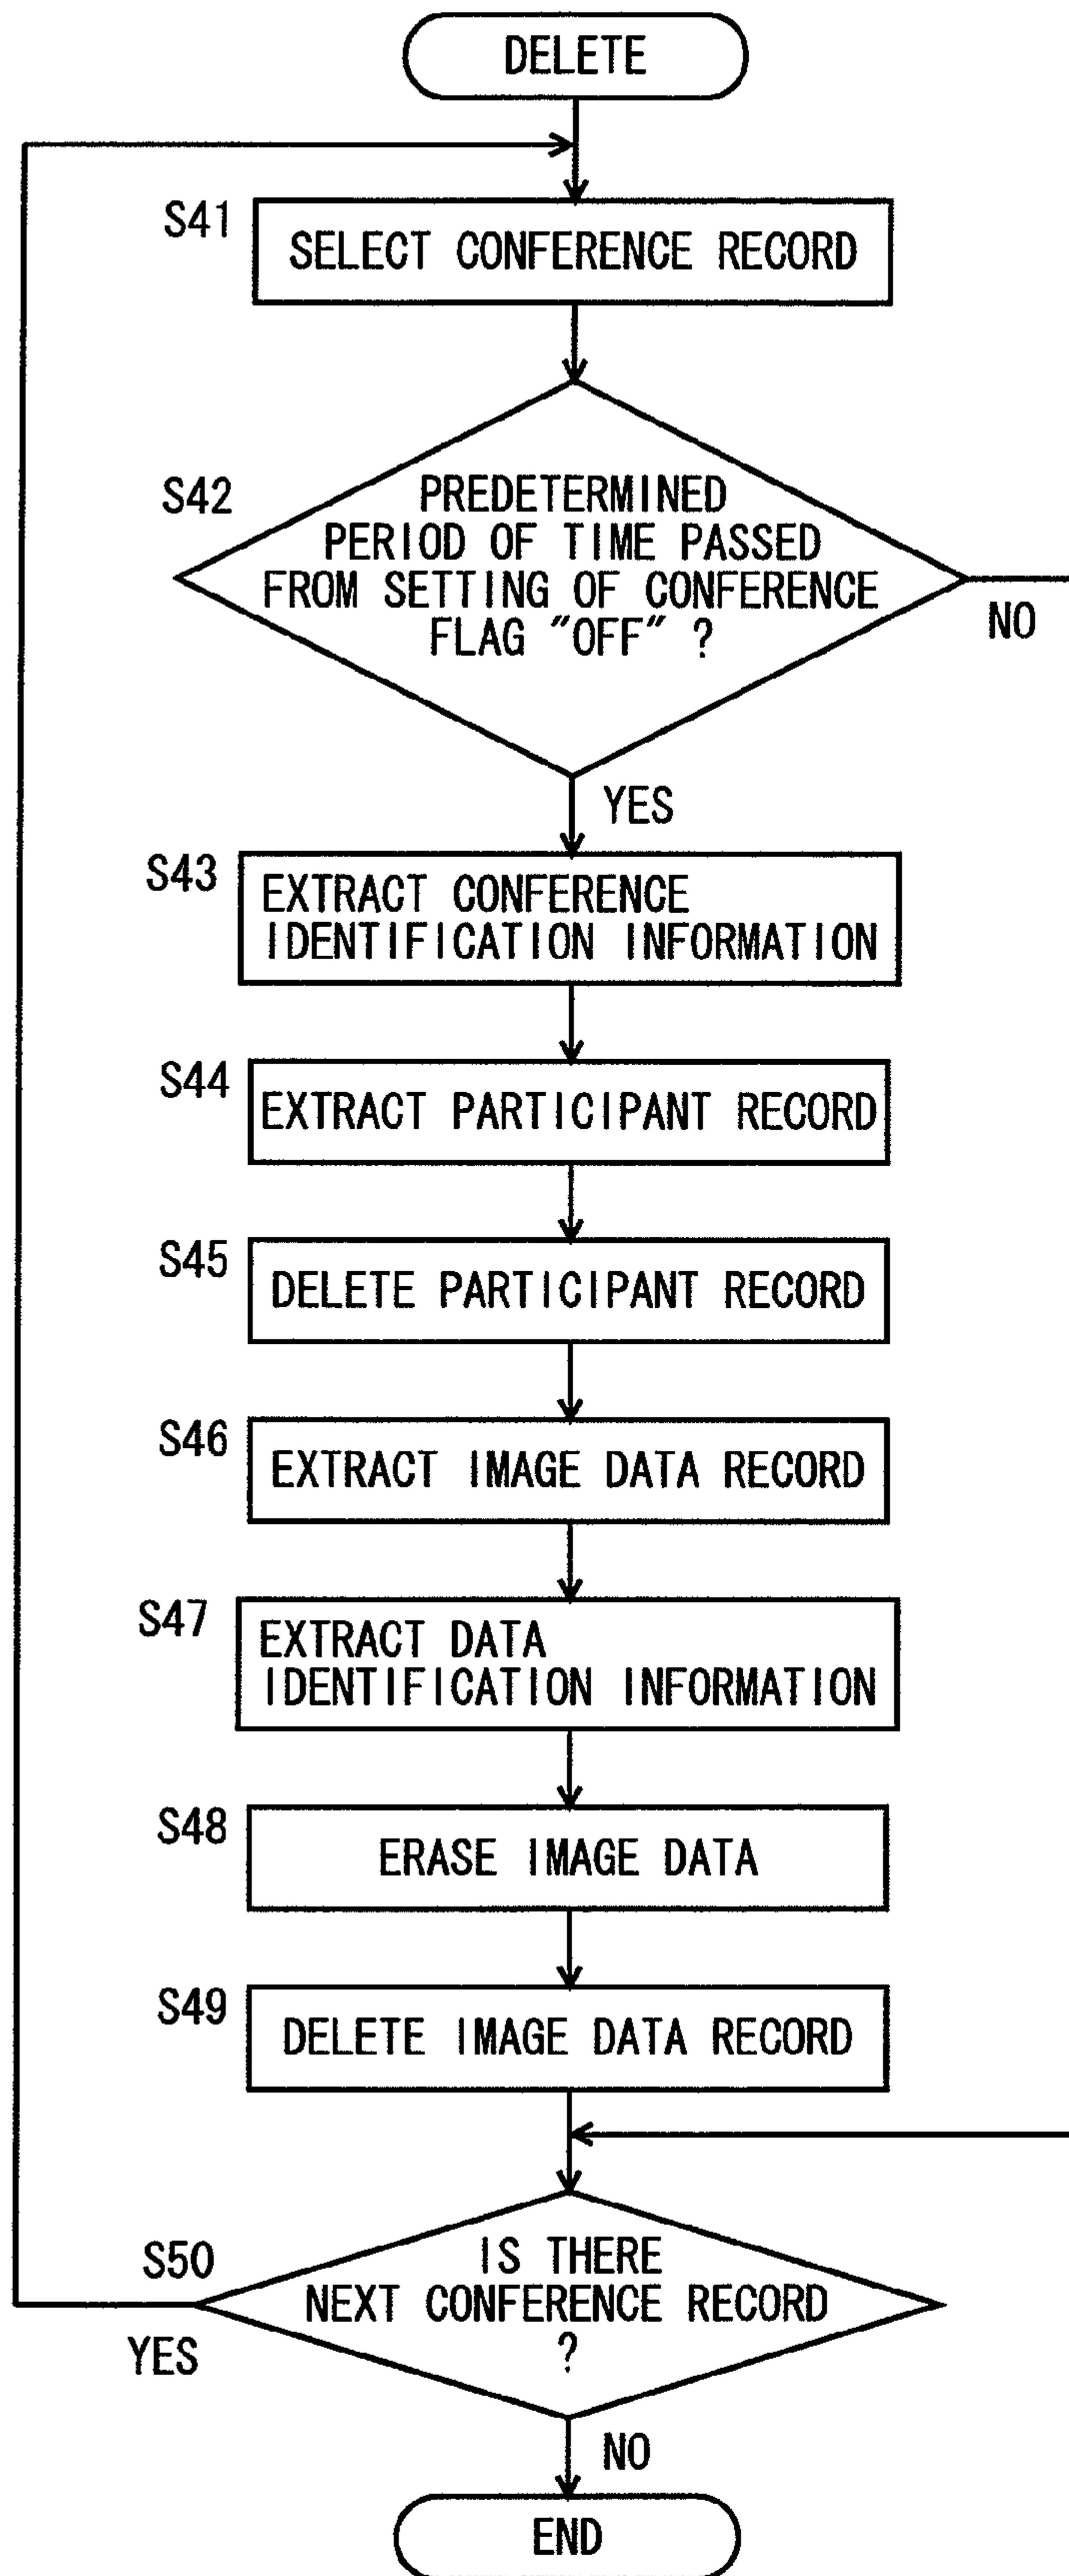 DELETE
S41
SELECT CONFERENCE RECORD
S42
PREDETERMINED
PERIOD OF TIME PASSED
FROM SETTING OF CONFERENCE
FLAG "OFF" ?
NO
YES
S43
EXTRACT CONFERENCE
IDENTIFICATION INFORMATION
S44
EXTRACT PARTICIPANT RECORD
S45
DELETE PARTICIPANT RECORD
S46
EXTRACT IMAGE DATA RECORD
S47
EXTRACT DATA
IDENTIFICATION INFORMATION
S48
ERASE IMAGE DATA
S49
DELETE IMAGE DATA RECORD
S50
IS THERE
NEXT CONFERENCE RECORD
?
YES
NO
END